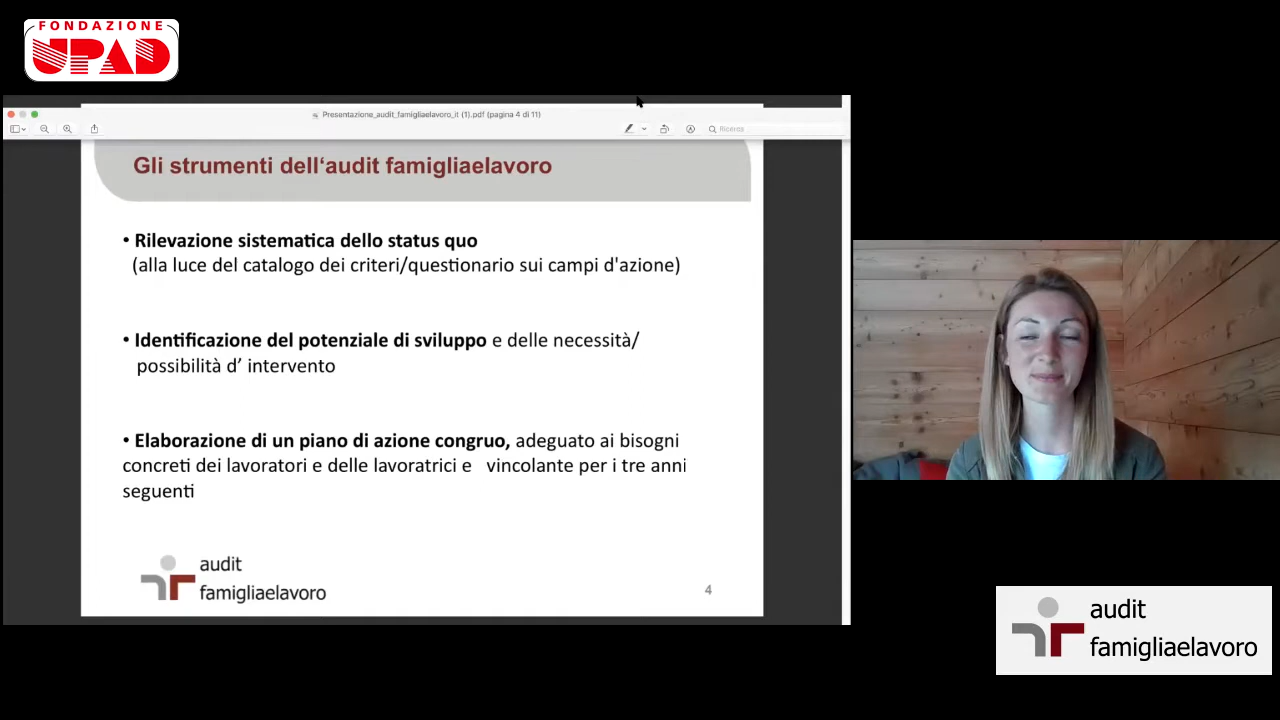 FONDAZIONE
UPAD
Presentazione_audit_famigliaelavoro_it (1).pdf (pagina 4 di 11)
Ricerca
Gli strumenti dell‘audit famigliaelavoro
• Rilevazione sistematica dello status quo
(alla luce del catalogo dei criteri/questionario sui campi d'azione)
• Identificazione del potenziale di sviluppo e delle necessità/
possibilità d’ intervento
• Elaborazione di un piano di azione congruo, adeguato ai bisogni
concreti dei lavoratori e delle lavoratrici e vincolante per i tre anni
seguenti
audit
famigliaelavoro
4
audit
famigliaelavoro